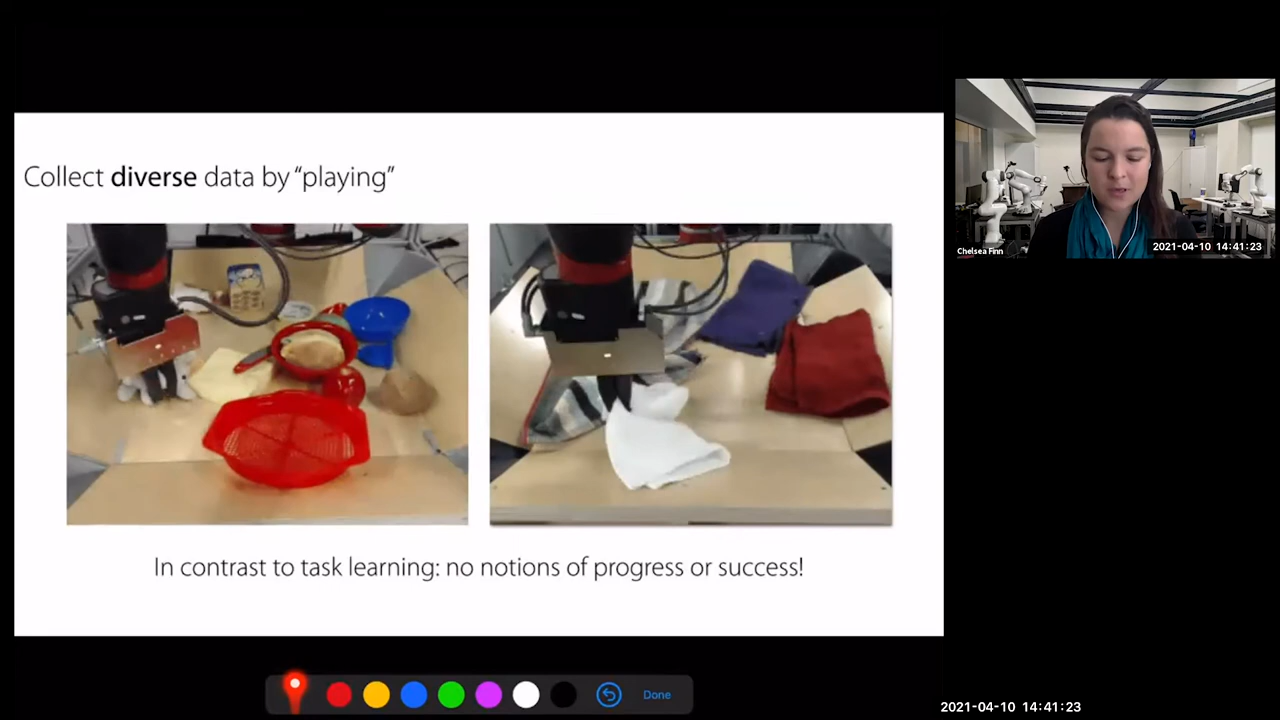 Collect diverse data by “playing”
In contrast to task learning: no notions of progress or success!
Chelsea Finn
2021-04-10 14:41:23
Done
2021-04-10 14:41:23